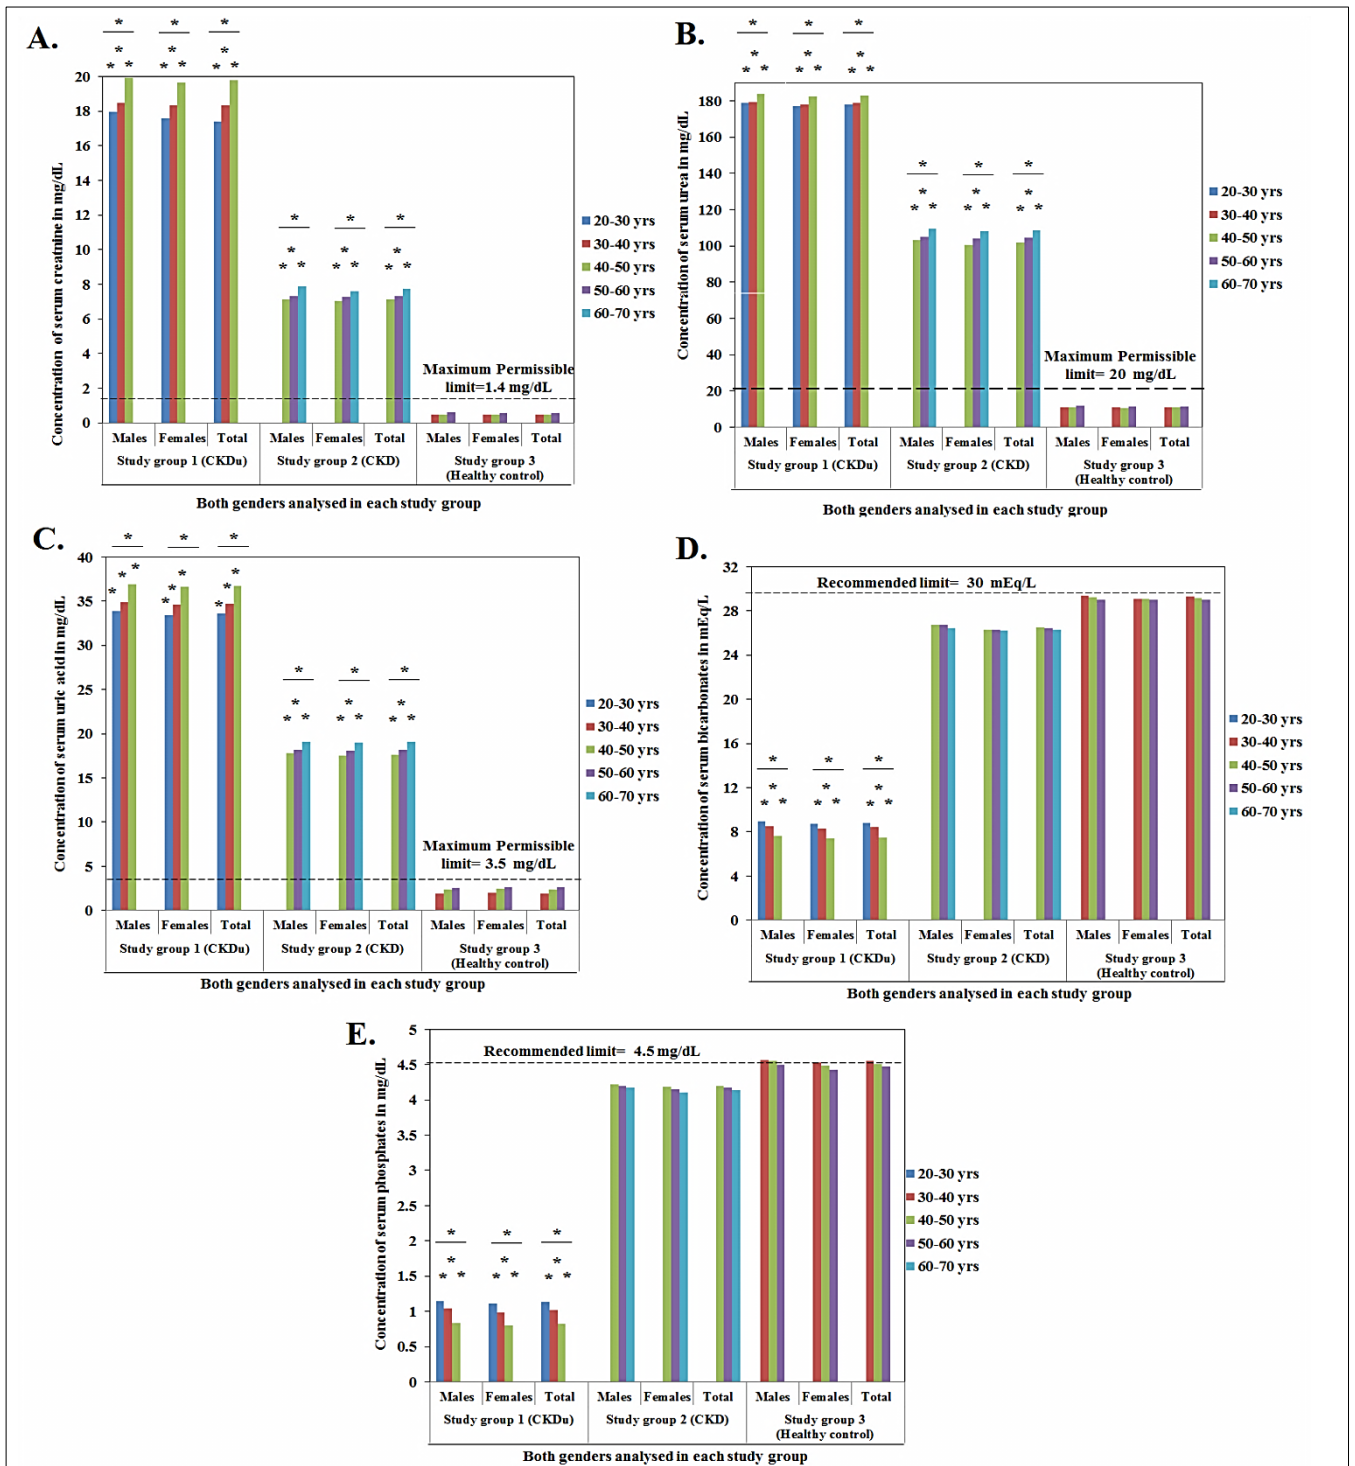 A.
* * *
* * *
* * * * * *
Concentration of serum creatinine in mg/dL
20
18
16
14
12
10
8
6
4
2
0
* * *
* * *
* * * * * *
Maximum Permissible
limit=1.4 mg/dL
Males Females Total Males Females Total Males Females Total
Study group 1 (CKDu) Study group 2 (CKD) Study group 3
(Healthy control)
Both genders analysed in each study group
20-30 yrs
30-40 yrs
40-50 yrs
50-60 yrs
60-70 yrs
B.
* * *
* * *
* * * * * *
Concentration of serum urea in mg/dL
180
160
140
120
100
80
60
40
20
0
* * *
* * *
* * * * * *
Maximum Permissible
limit= 20 mg/dL
Males Females Total Males Females Total Males Females Total
Study group 1 (CKDu) Study group 2 (CKD) Study group 3
(Healthy control)
Both genders analysed in each study group
20-30 yrs
30-40 yrs
40-50 yrs
50-60 yrs
60-70 yrs
C.
* * *
* * *
* * *
* * *
Concentration of serum uric acid in mg/dL
40
35
30
25
20
15
10
5
0
* * *
* * *
* * * * * *
Maximum Permissible
limit= 3.5 mg/dL
Males Females Total Males Females Total Males Females Total
Study group 1 (CKDu) Study group 2 (CKD) Study group 3
(Healthy control)
Both genders analysed in each study group
20-30 yrs
30-40 yrs
40-50 yrs
50-60 yrs
60-70 yrs
D.
Concentration of serum bicarbonates in mEq/L
32
28
24
20
16
12
8
4
0
Recommended limit= 30 mEq/L
* * *
* * *
* * * * * *
Males Females Total Males Females Total Males Females Total
Study group 1 (CKDu) Study group 2 (CKD) Study group 3
(Healthy control)
Both genders analysed in each study group
20-30 yrs
30-40 yrs
40-50 yrs
50-60 yrs
60-70 yrs
E.
Concentration of serum phosphates in mg/dL
5
4.5
4
3.5
3
2.5
2
1.5
1
0.5
0
Recommended limit= 4.5 mg/dL
* * *
* * *
* * * * * *
Males Females Total Males Females Total Males Females Total
Study group 1 (CKDu) Study group 2 (CKD) Study group 3
(Healthy control)
Both genders analysed in each study group
20-30 yrs
30-40 yrs
40-50 yrs
50-60 yrs
60-70 yrs